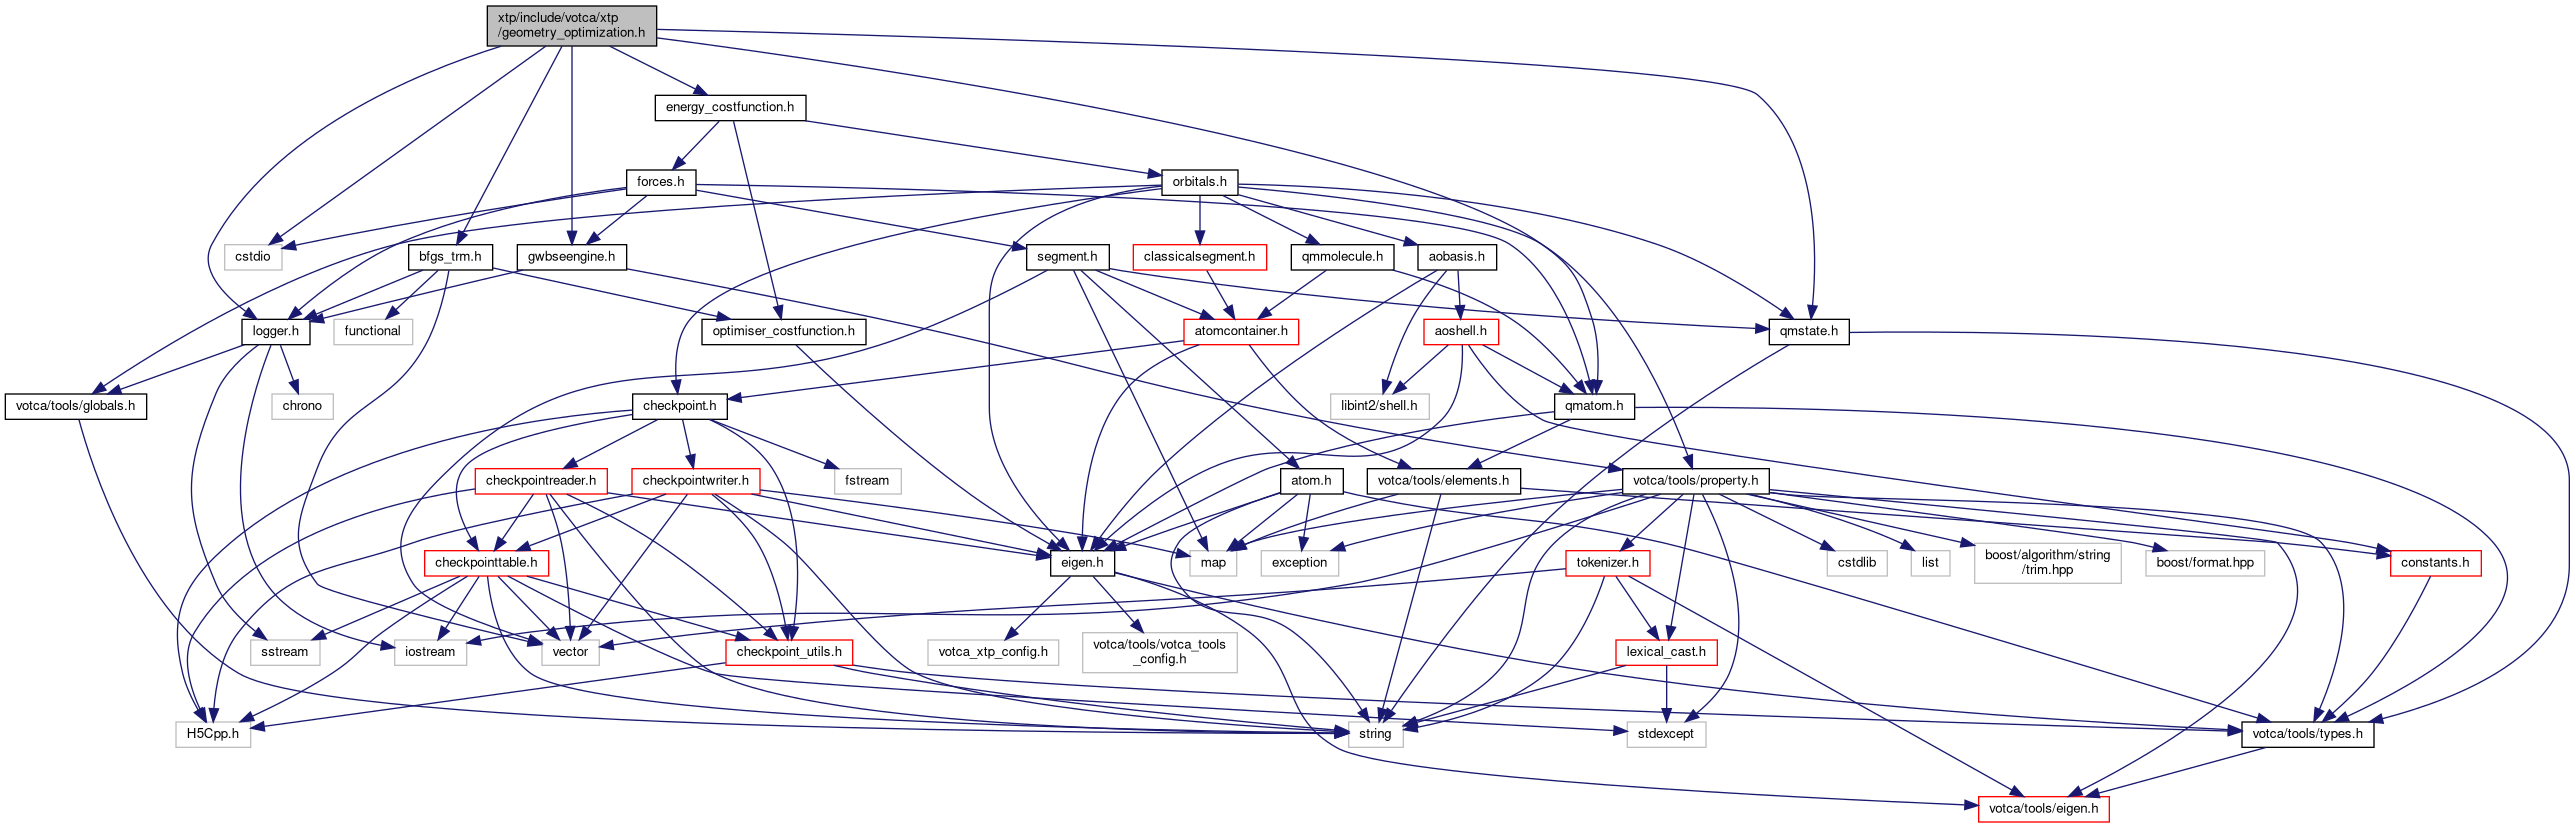 xtp/include/votca/xtp
/geometry_optimization.h
energy_costfunction.h
forces.h
orbitals.h
cstdio
bfgs_trm.h
gwbseengine.h
segment.h
classicalsegment.h
qmmolecule.h
aobasis.h
logger.h
functional
optimiser_costfunction.h
atomcontainer.h
aoshell.h
qmstate.h
votca/tools/globals.h
chrono
checkpoint.h
libint2/shell.h
qmatom.h
checkpointreader.h
checkpointwriter.h
fstream
votca/tools/elements.h
atom.h
votca/tools/property.h
checkpointtable.h
eigen.h
map
exception
tokenizer.h
cstdlib
list
boost/algorithm/string
/trim.hpp
boost/format.hpp
constants.h
sstream
iostream
vector
checkpoint_utils.h
votca_xtp_config.h
votca/tools/votca_tools
_config.h
lexical_cast.h
H5Cpp.h
string
stdexcept
votca/tools/types.h
votca/tools/eigen.h